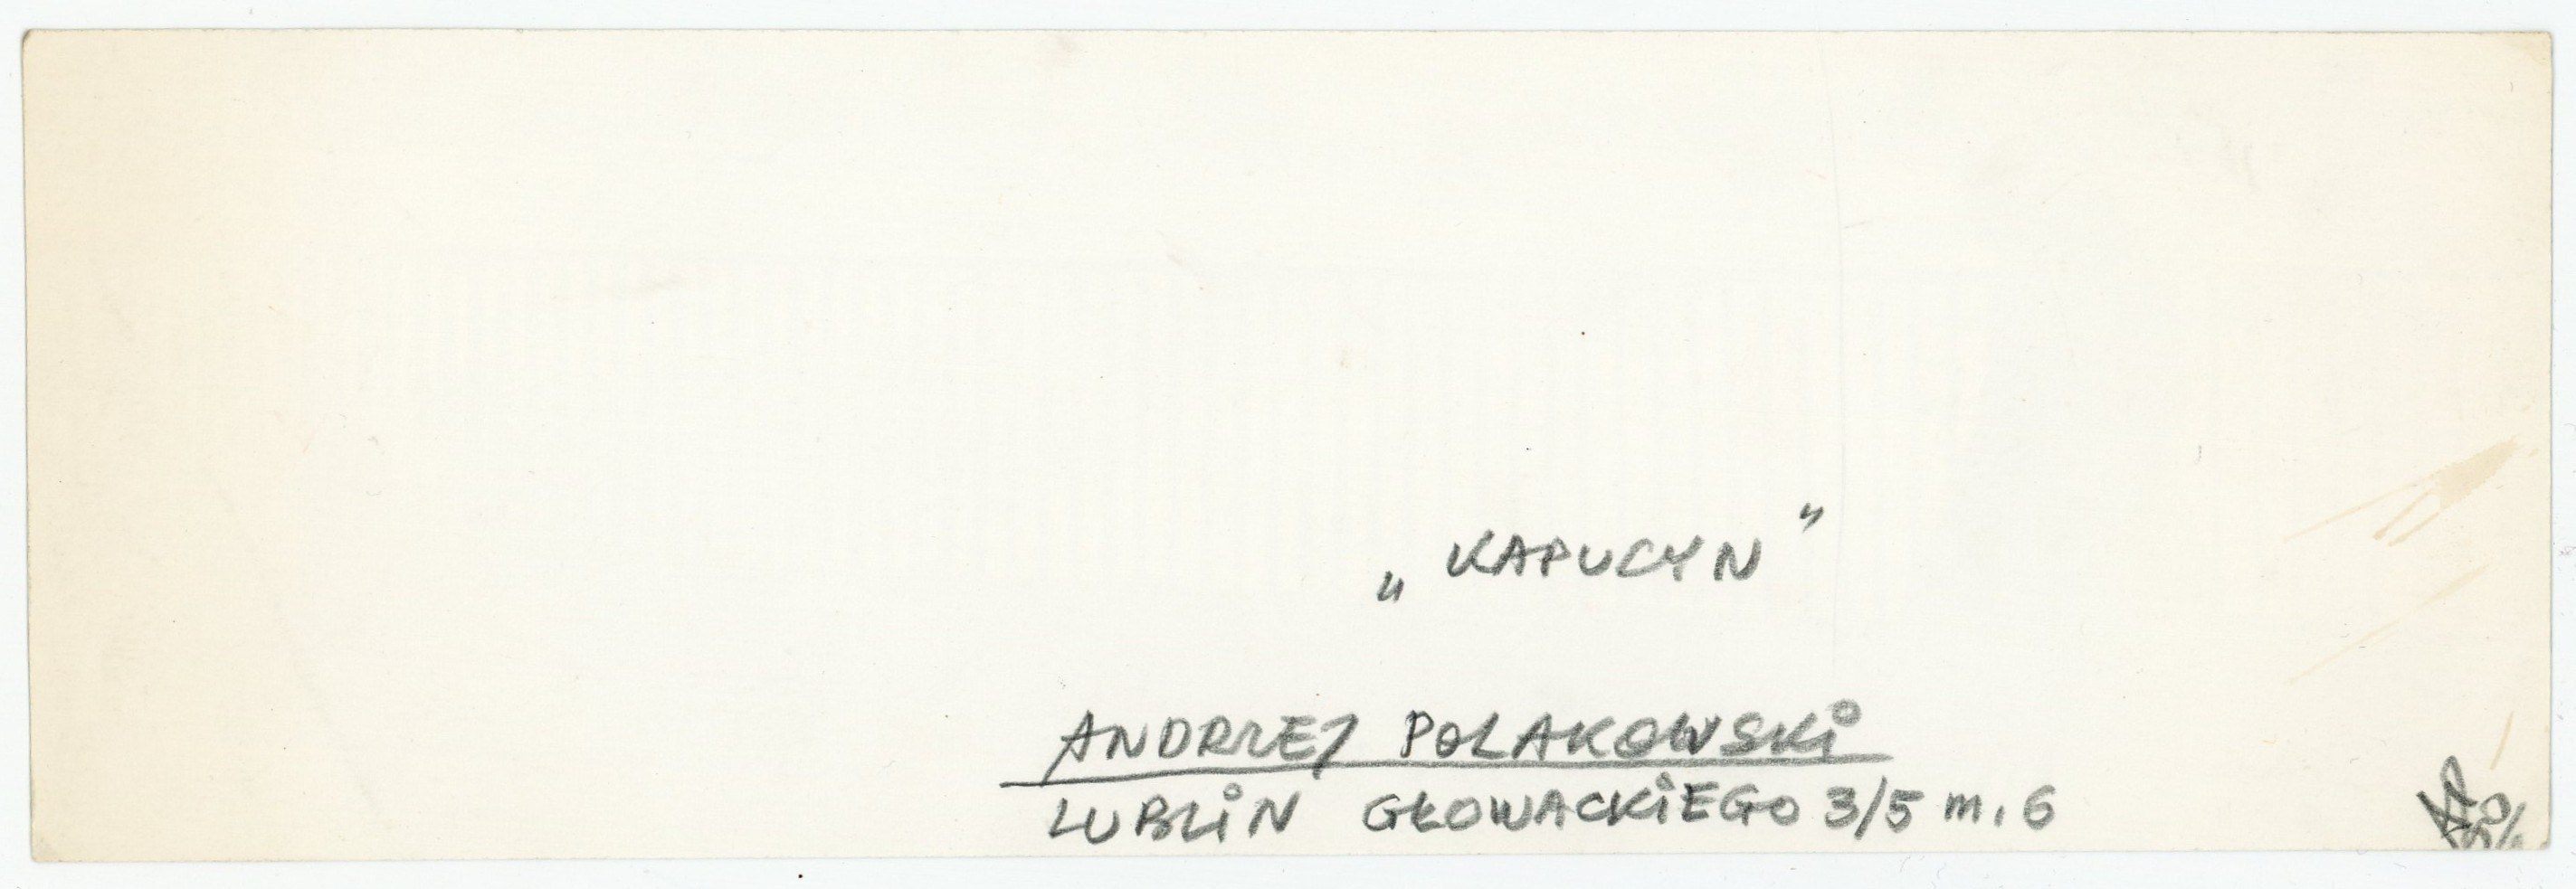 „KAPUCYN”
ANDRZEJ POLAKOWSKI
LUBLIN GŁOWACKIEGO 3/5 m. 6